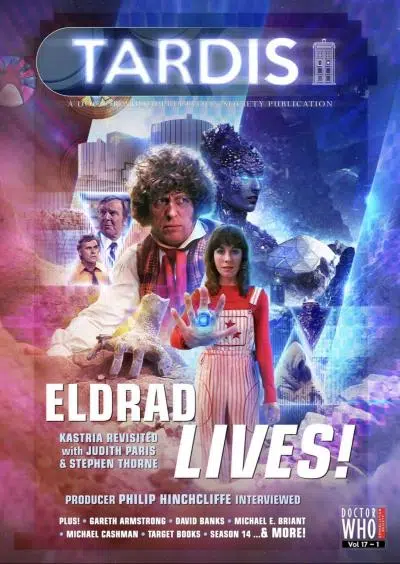 TARDIS
A DOCTOR WHO APPRECIATION SOCIETY PUBLICATION
ELDRAD
LIVES!
KASTRIA REVISITED
with JUDITH PARIS
& STEPHEN THORNE
PRODUCER PHILIP HINCHCLIFFE INTERVIEWED
PLUS! • GARETH ARMSTRONG • DAVID BANKS • MICHAEL E. BRIANT
• MICHAEL CASHMAN • TARGET BOOKS • SEASON 14 ...& MORE!
DOCTOR
WHO
Vol 17 ~ 1